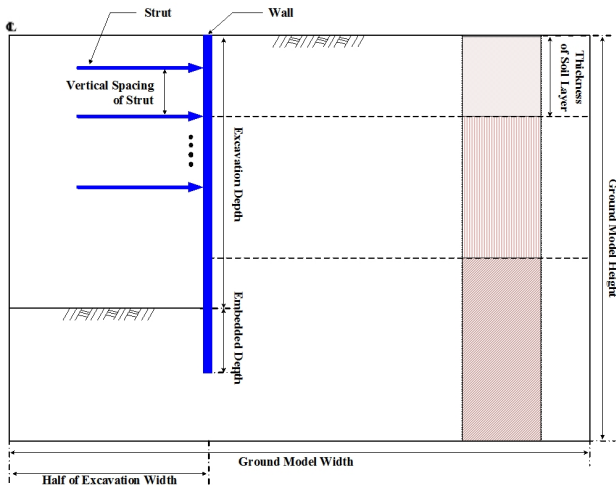 ℄
Strut
Wall
Vertical Spacing
of Strut
Excavation Depth
Thickness
of Soil Layer
Ground Model Height
Embedded Depth
Ground Model Width
Half of Excavation Width